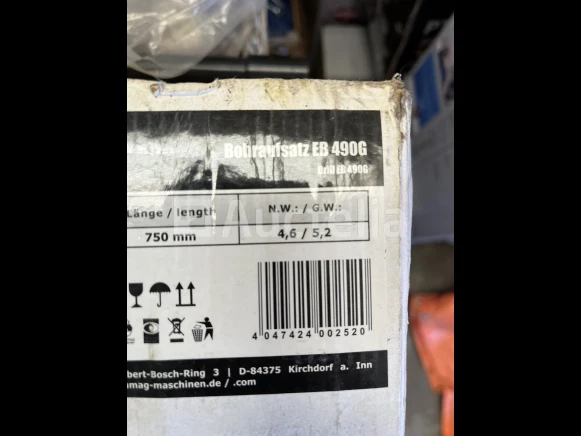 Bohraufsatz EB 490G
Drill EB 490G
Länge / length N.W.: / G.W.:
750 mm 4,6 / 5,2
4 047424 002520
bert-Bosch-Ring 3 | D-84375 Kirchdorf a. Inn
mag-maschinen.de / .com